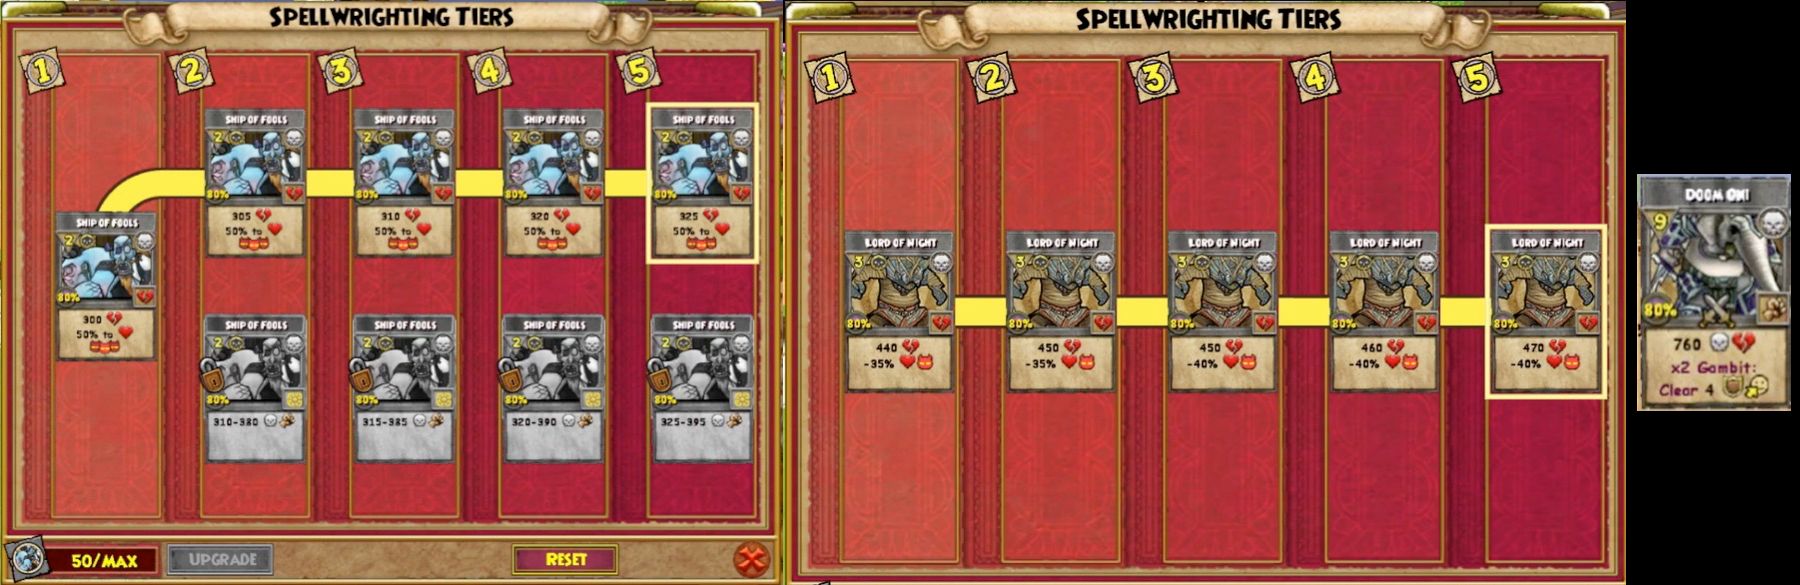 SPELLWRIGHTING TIERS
1
2
3
4
5
SHIP OF FOOLS
2
80%
305
50% to
SHIP OF FOOLS
2
80%
310
50% to
SHIP OF FOOLS
2
80%
320
50% to
SHIP OF FOOLS
2
80%
325
50% to
SHIP OF FOOLS
2
80%
300
50% to
SHIP OF FOOLS
2
80%
310-380
SHIP OF FOOLS
2
80%
315-385
SHIP OF FOOLS
2
80%
320-390
SHIP OF FOOLS
2
80%
325-395
50/MAX
UPGRADE
RESET
SPELLWRIGHTING TIERS
1
2
3
4
5
LORD OF NIGHT
3
80%
440
-35%
LORD OF NIGHT
3
80%
450
-35%
LORD OF NIGHT
3
80%
450
-40%
LORD OF NIGHT
3
80%
460
-40%
LORD OF NIGHT
3
80%
470
-40%
DOOM ONI
9
80%
760
x2 Gambit:
Clear 4